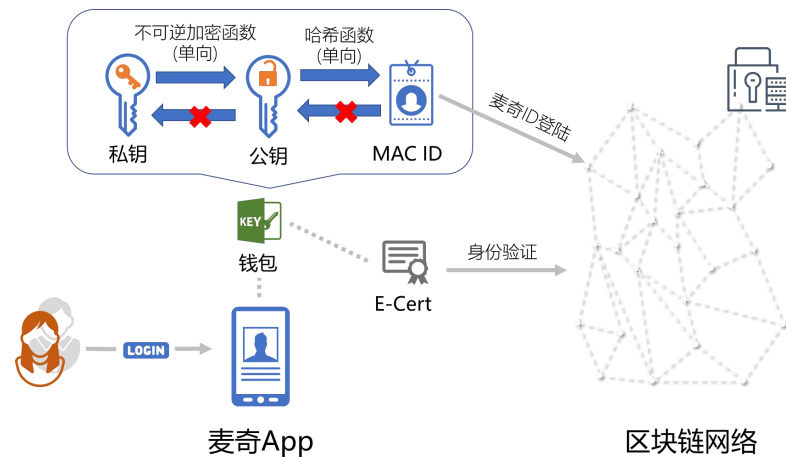 不可逆加密函数
(单向)
哈希函数
(单向)
私钥
公钥
MAC ID
麦奇ID登陆
KEY
钱包
E-Cert
身份验证
LOGIN
麦奇App
区块链网络